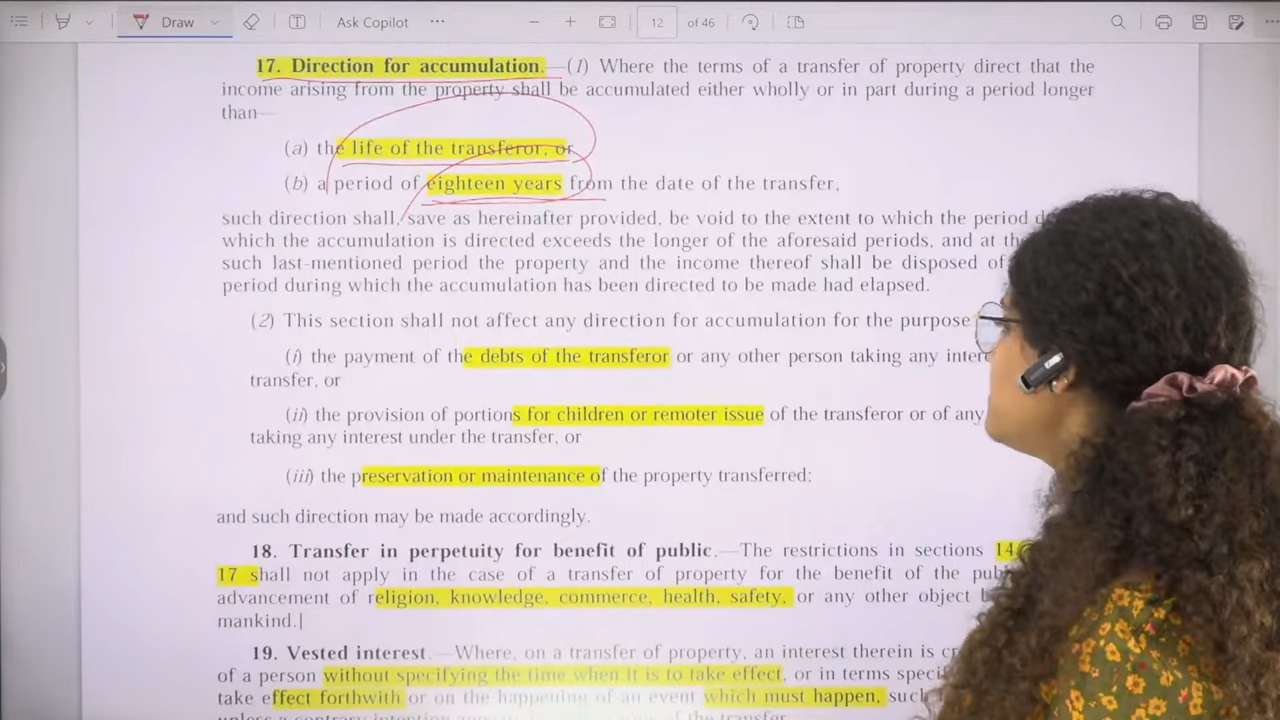 Draw
Ask Copilot
12 of 46
17. Direction for accumulation.—(1) Where the terms of a transfer of property direct that the
income arising from the property shall be accumulated either wholly or in part during a period longer
than—
(a) the life of the transferor, or
(b) a period of eighteen years from the date of the transfer,
such direction shall, save as hereinafter provided, be void to the extent to which the period
which the accumulation is directed exceeds the longer of the aforesaid periods, and at
such last-mentioned period the property and the income thereof shall be disposed of
period during which the accumulation has been directed to be made had elapsed.
(2) This section shall not affect any direction for accumulation for the purpose
(i) the payment of the debts of the transferor or any other person taking any
transfer, or
(ii) the provision of portions for children or remoter issue of the transferor or of any
taking any interest under the transfer, or
(iii) the preservation or maintenance of the property transferred;
and such direction may be made accordingly.
18. Transfer in perpetuity for benefit of public.—The restrictions in sections 14
17 shall not apply in the case of a transfer of property for the benefit of the
advancement of religion, knowledge, commerce, health, safety, or any other object
mankind.]
19. Vested interest.—Where, on a transfer of property, an interest therein is
of a person without specifying the time when it is to take effect, or in terms
take effect forthwith or on the happening of an event which must happen, such